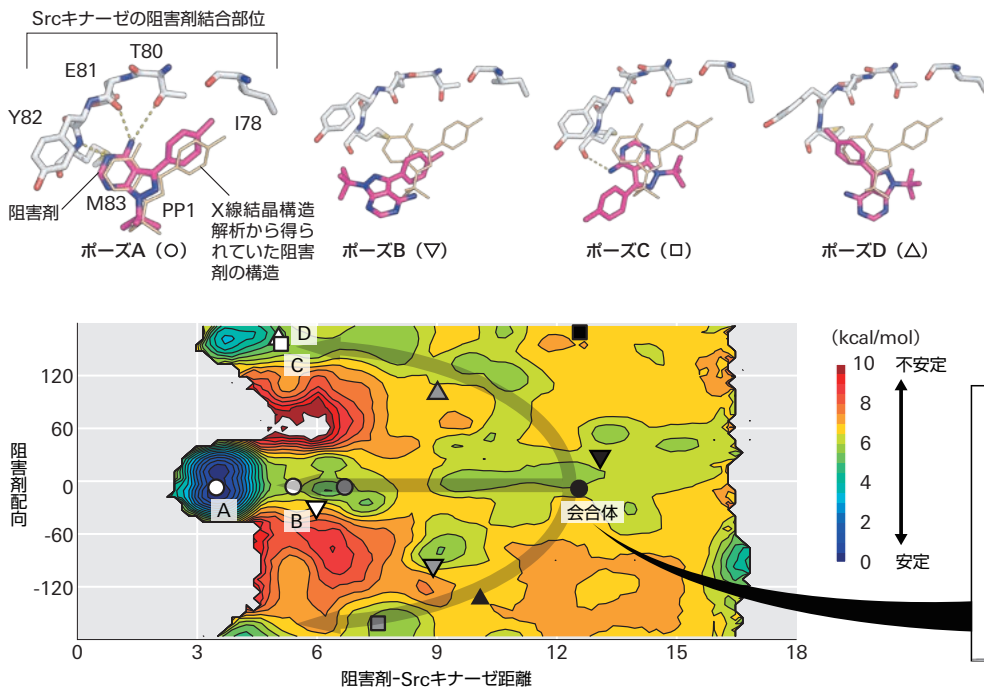 Srcキナーゼの阻害剤結合部位
T80
E81
Y82
I78
阻害剤
M83
PP1
X線結晶構造
解析から得ら
れていた阻害
剤の構造
ポーズA(○)
ポーズB(▽)
ポーズC(□)
ポーズD(△)
(kcal/mol)
10
8
6
4
2
0
不安定
安定
D
C
A
B
会合体
阻害剤配向
120
60
0
-60
-120
0
3
6
9
12
15
18
阻害剤-Srcキナーゼ距離